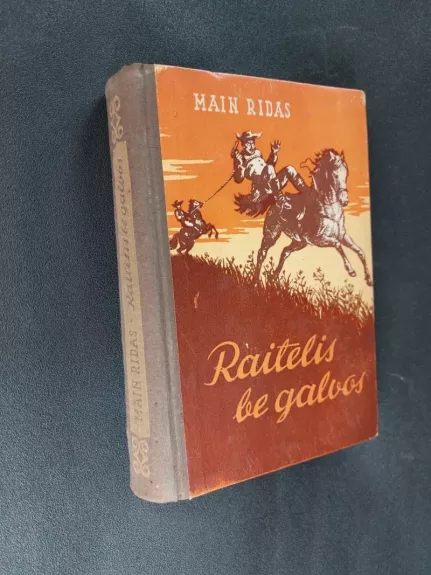 MAIN RIDAS
Raitelis
be galvos
MAIN RIDAS · Raitelis be galvos